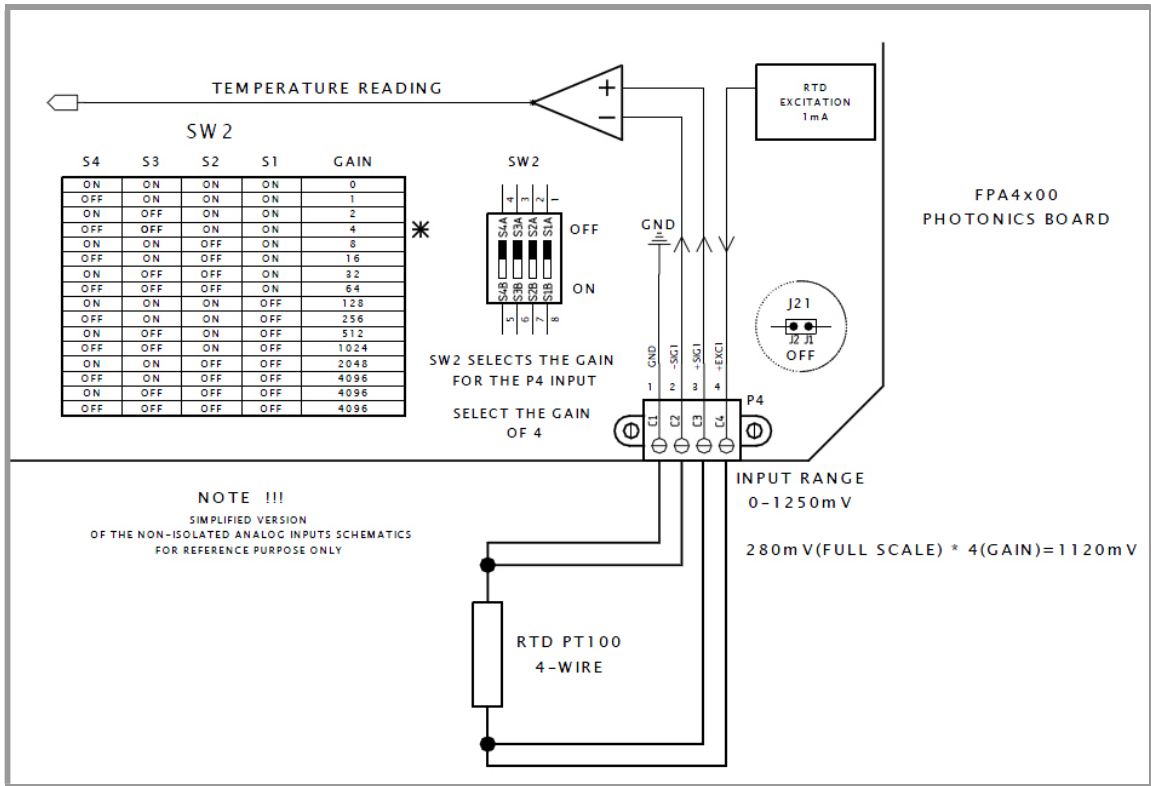 TEMPERATURE READING
+
−
RTD
EXCITATION
1mA
SW2
S4 S3 S2 S1 GAIN
ON ON ON ON 0
OFF ON ON ON 1
ON OFF ON ON 2
OFF OFF ON ON 4
ON ON OFF ON 8
OFF ON OFF ON 16
ON OFF OFF ON 32
OFF OFF OFF ON 64
ON ON ON OFF 128
OFF ON ON OFF 256
ON OFF ON OFF 512
OFF OFF ON OFF 1024
ON ON OFF OFF 2048
OFF ON OFF OFF 4096
ON OFF OFF OFF 4096
OFF OFF OFF OFF 4096
SW2
4 3 2 1
S4A S3A S2A S1A
OFF
S4B S3B S2B S1B
ON
5 6 7 8
SW2 SELECTS THE GAIN
FOR THE P4 INPUT
SELECT THE GAIN
OF 4
GND
FPA4x00
PHOTONICS BOARD
J21
J2 J1
OFF
GND -SIG1 +SIG1 +EXC1
1 2 3 4
P4
C1 C2 C3 C4
INPUT RANGE
0-1250mV
280mV(FULL SCALE) * 4(GAIN)=1120mV
NOTE !!!
SIMPLIFIED VERSION
OF THE NON-ISOLATED ANALOG INPUTS SCHEMATICS
FOR REFERENCE PURPOSE ONLY
RTD PT100
4-WIRE